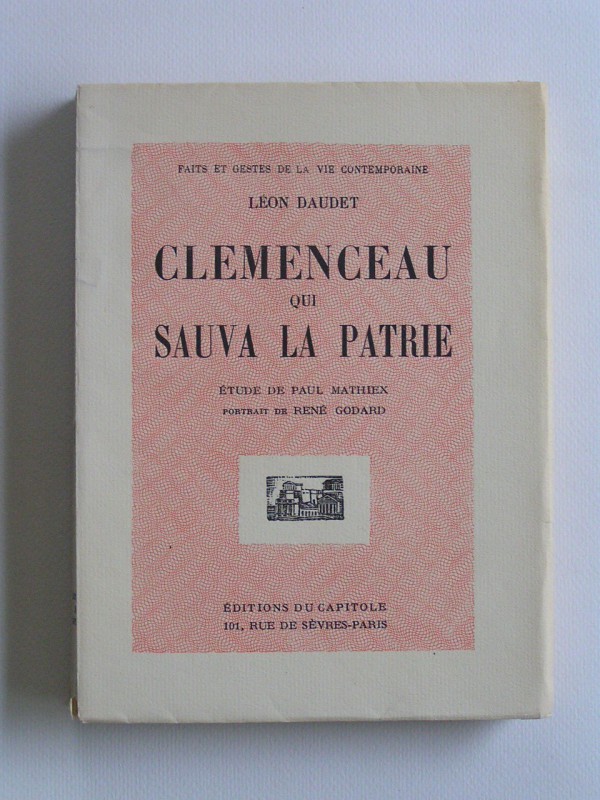 FAITS ET GESTES DE LA VIE CONTEMPORAINE
LÉON DAUDET
CLEMENCEAU
QUI
SAUVA LA PATRIE
ÉTUDE DE PAUL MATHIEX
PORTRAIT DE RENÉ GODARD
ÉDITIONS DU CAPITOLE
101, RUE DE SÈVRES-PARIS